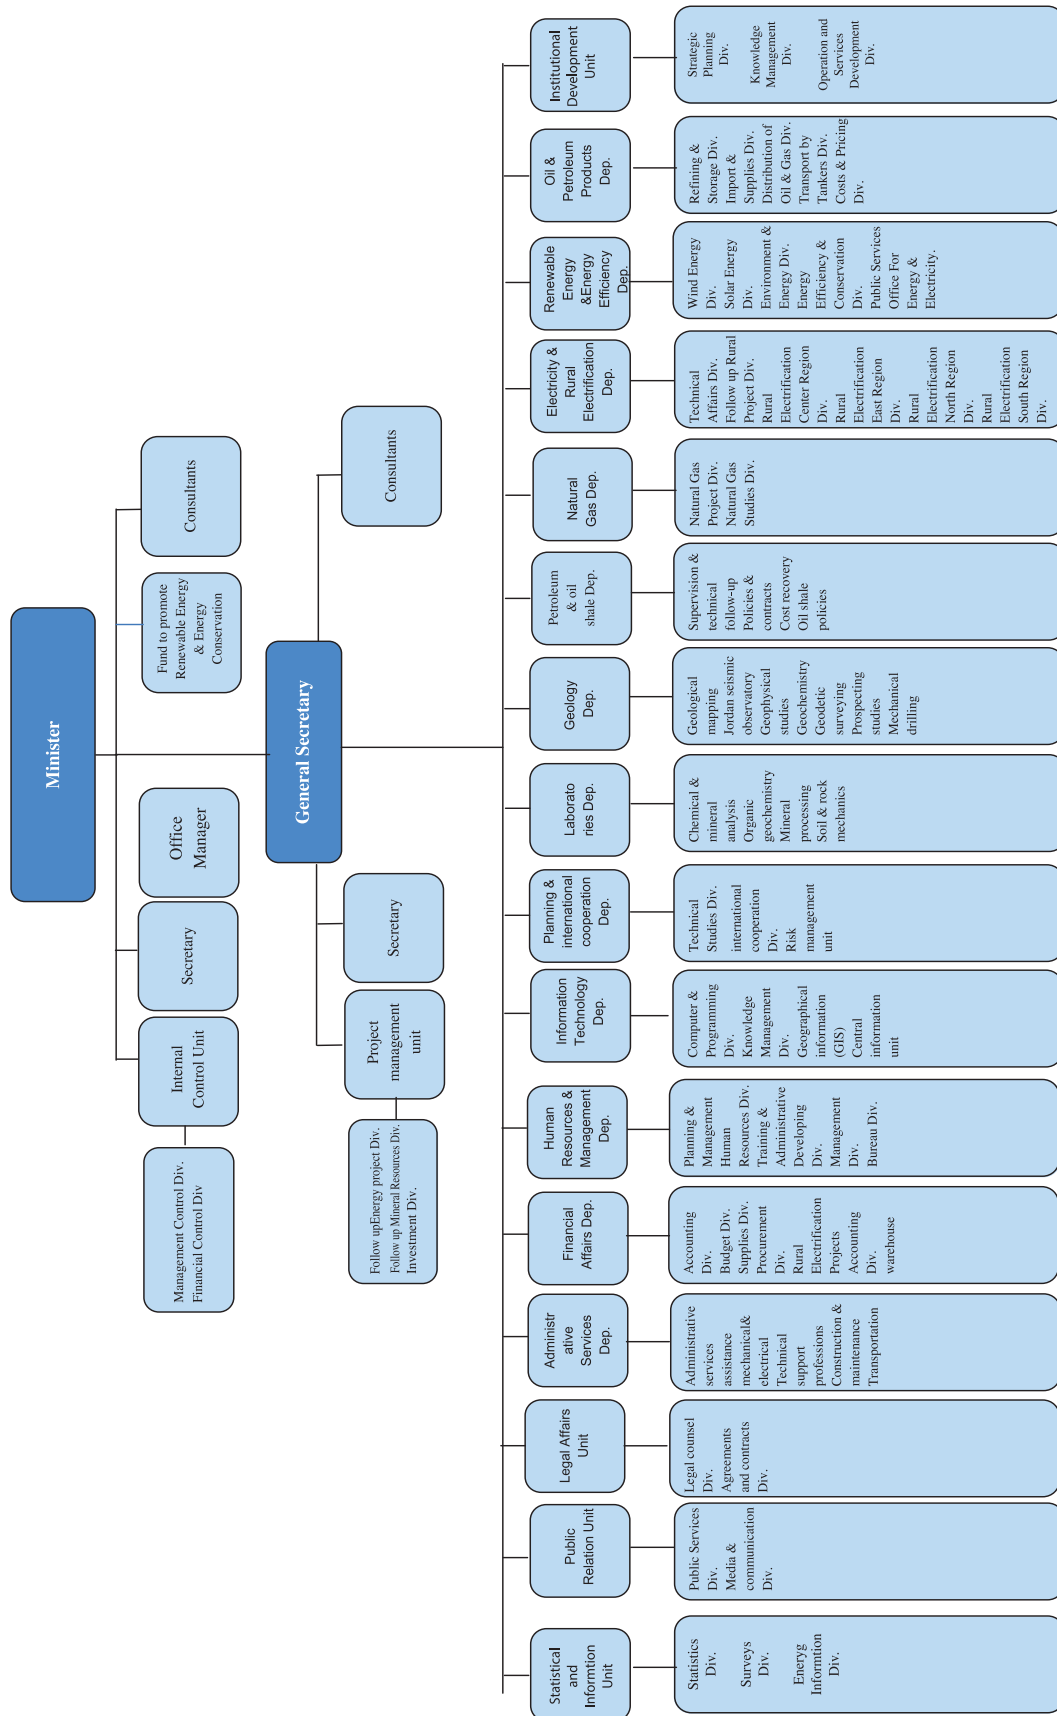 Minister
Internal
Control Unit
Secretary
Office
Manager
Fund to promote
Renewable Energy
& Energy
Conservation
Consultants
Management Control Div.
Financial Control Div
General Secretary
Project
management
unit
Secretary
Consultants
Follow upEnergy project Div.
Follow up Mineral Resources Div.
Investment Div.
Statistical
and
Informtion
Unit
Public
Relation Unit
Legal Affairs
Unit
Administr
ative
Services
Dep.
Financial
Affairs Dep.
Human
Resources &
Management
Dep.
Information
Technology
Dep.
Planning &
international
cooperation
Dep.
Laborato
ries Dep.
Geology
Dep.
Petroleum
& oil
shale Dep.
Natural
Gas Dep.
Electricity &
Rural
Electrification
Dep.
Renewable
Energy
&Energy
Efficiency
Dep.
Oil &
Petroleum
Products
Dep.
Institutional
Development
Unit
Statistics
Div.
Surveys
Div.
Eneryg
Informtion
Div.
Public Services
Div.
Media &
communication
Div.
Legal counsel
Div.
Agreements
and contracts
Div.
Administrative
services
assistance
mechanical&
electrical
Technical
support
professions
Construction &
maintenance
Transportation
Accounting
Div.
Budget Div.
Supplies Div.
Procurement
Div.
Rural
Electrification
Projects
Accounting
Div.
warehouse
Planning &
Management
Human
Resources Div.
Training &
Administrative
Developing
Div.
Management
Div.
Bureau Div.
Computer &
Programming
Div.
Knowledge
Management
Div.
Geographical
information
(GIS)
Central
information
unit
Technical
Studies Div.
international
cooperation
Div.
Risk
management
unit
Chemical &
mineral
analysis
Organic
geochemistry
Mineral
processing
Soil & rock
mechanics
Geological
mapping
Jordan seismic
observatory
Geophysical
studies
Geochemistry
Geodetic
surveying
Prospecting
studies
Mechanical
drilling
Supervision &
technical
follow-up
Policies &
contracts
Cost recovery
Oil shale
policies
Natural Gas
Project Div.
Natural Gas
Studies Div.
Technical
Affairs Div.
Follow up Rural
Project Div.
Rural
Electrification
Center Region
Div.
Rural
Electrification
East Region
Div.
Rural
Electrification
North Region
Div.
Rural
Electrification
South Region
Div.
Wind Energy
Div.
Solar Energy
Div.
Environment &
Energy Div.
Energy
Efficiency &
Conservation
Div.
Public Services
Office For
Energy &
Electricity.
Refining &
Storage Div.
Import &
Supplies Div.
Distribution of
Oil & Gas Div.
Transport by
Tankers Div.
Costs & Pricing
Div.
Strategic
Planning
Div.
Knowledge
Management
Div.
Operation and
Services
Development
Div.